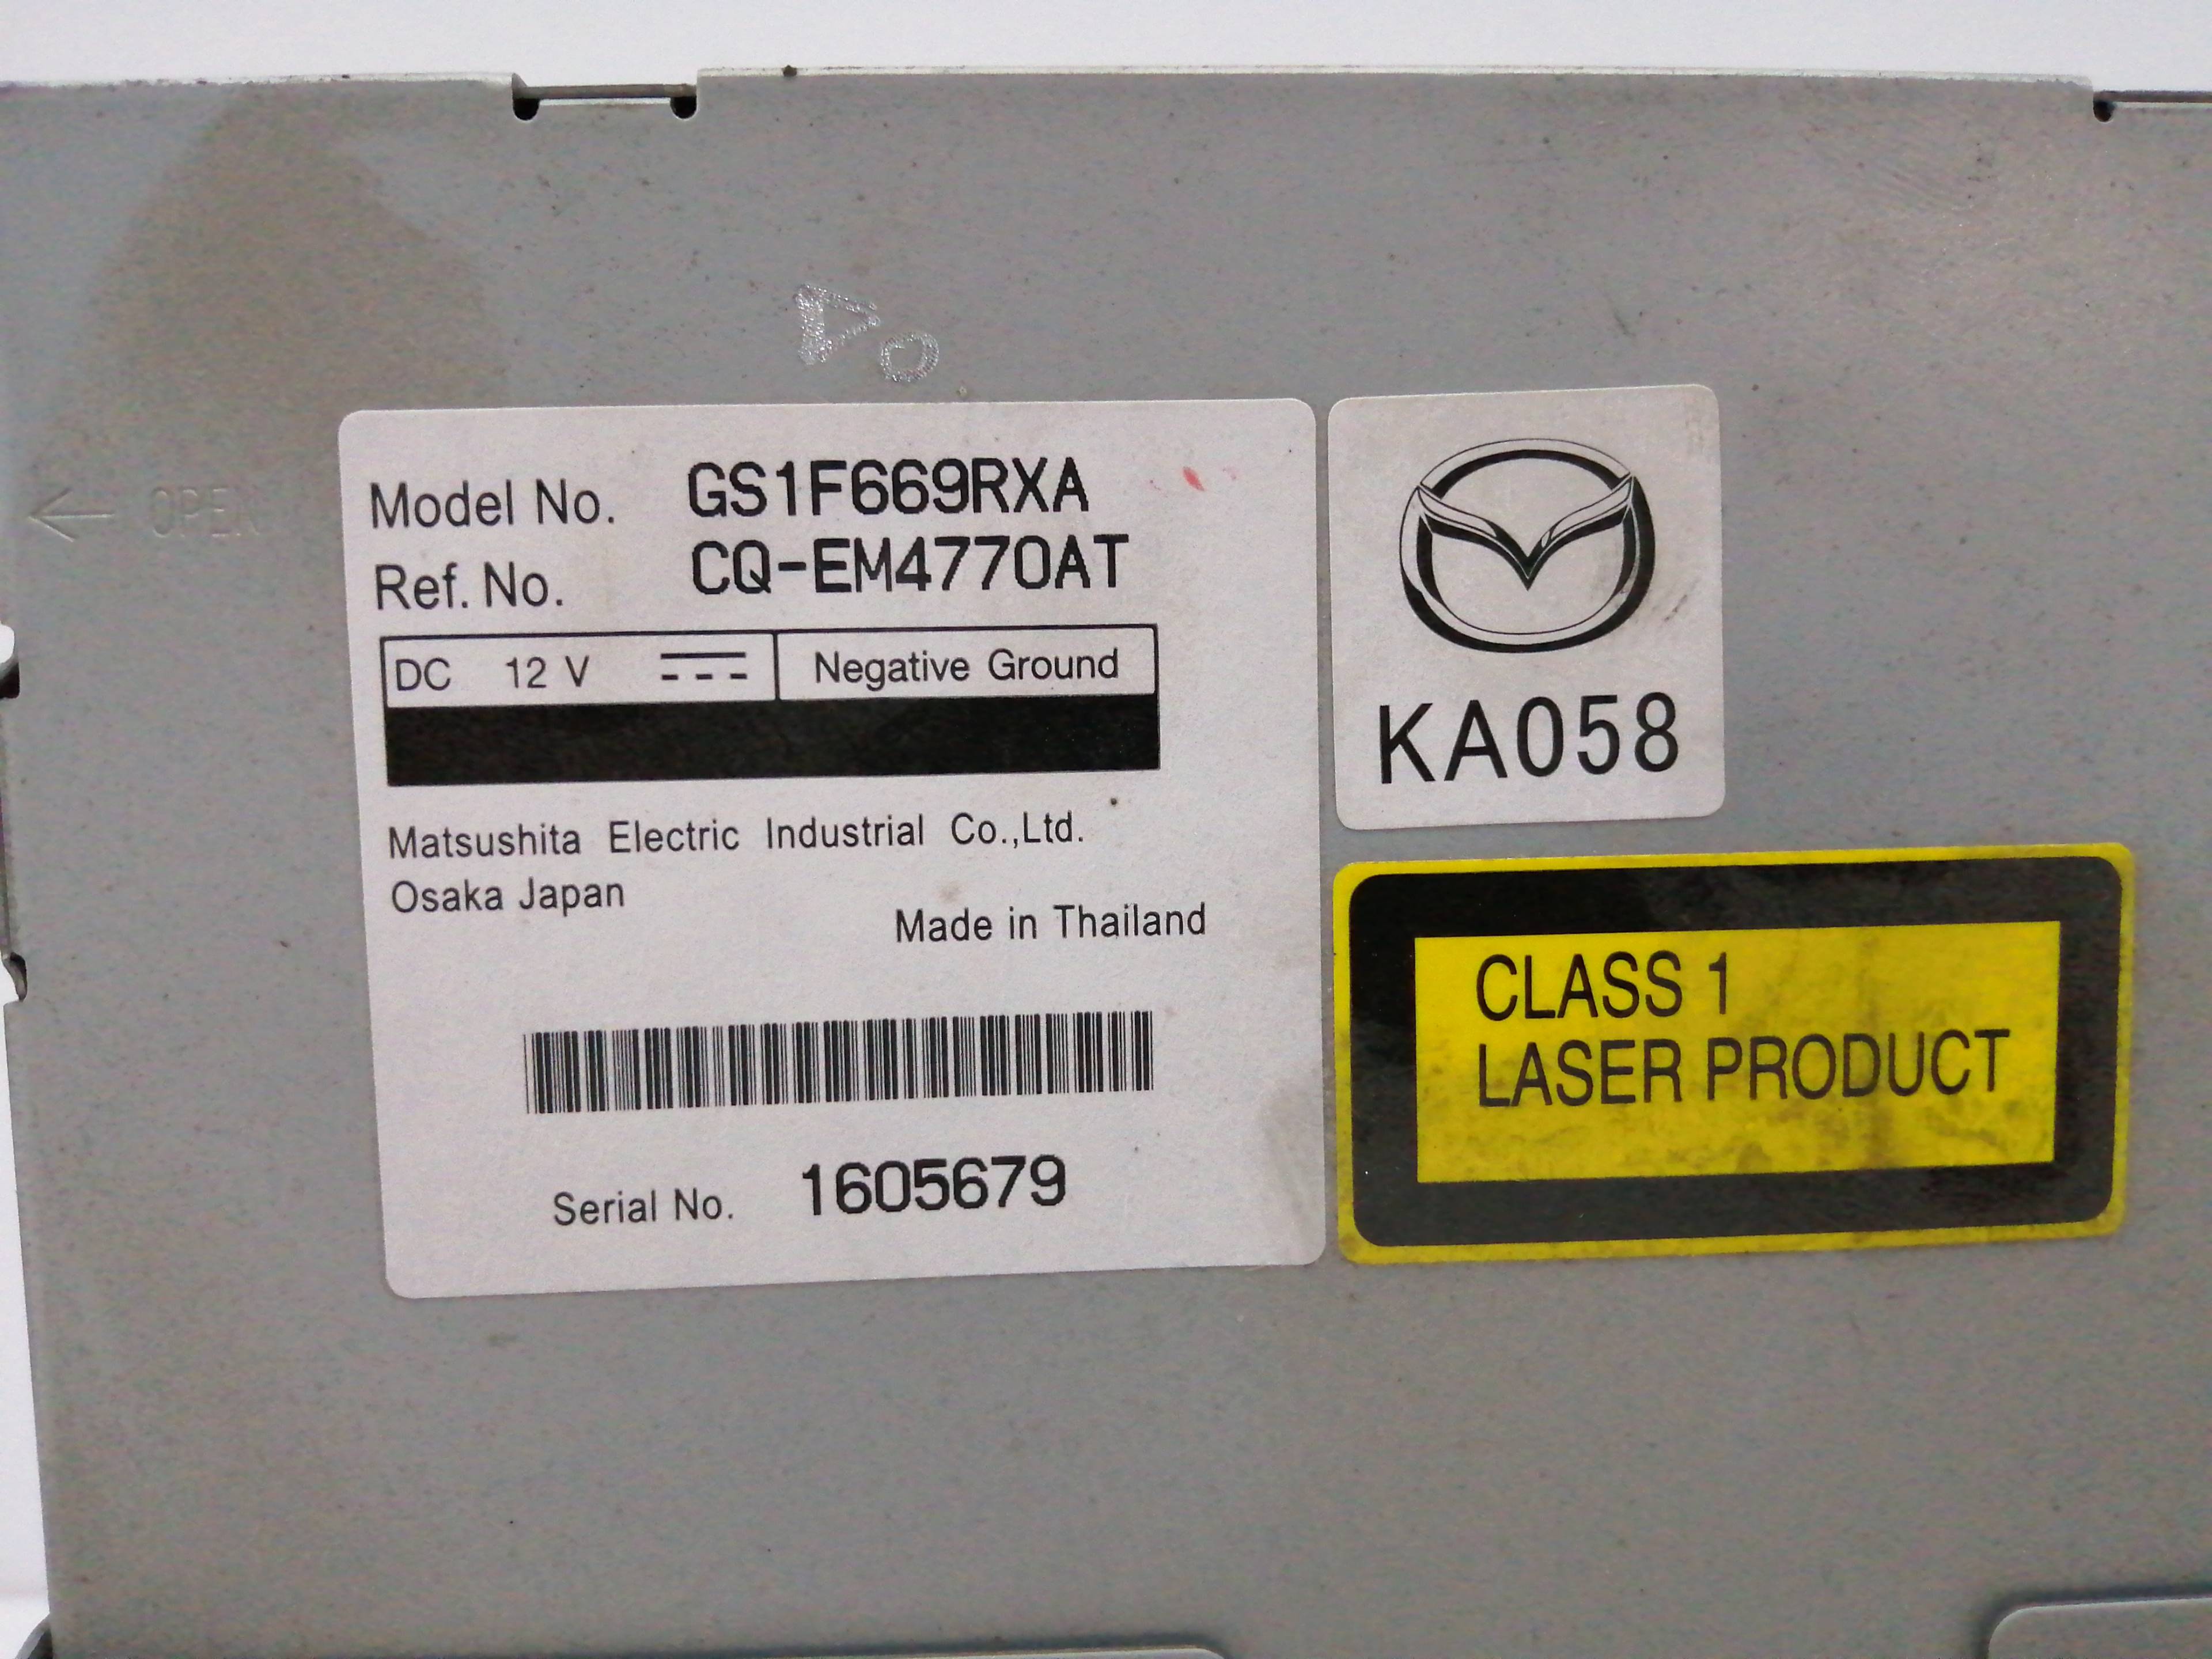 OPEN
Model No. GS1F669RXA
Ref. No. CQ-EM4770AT
DC 12 V Negative Ground
Matsushita Electric Industrial Co.,Ltd.
Osaka Japan
Made in Thailand
Serial No. 1605679
KA058
CLASS 1
LASER PRODUCT